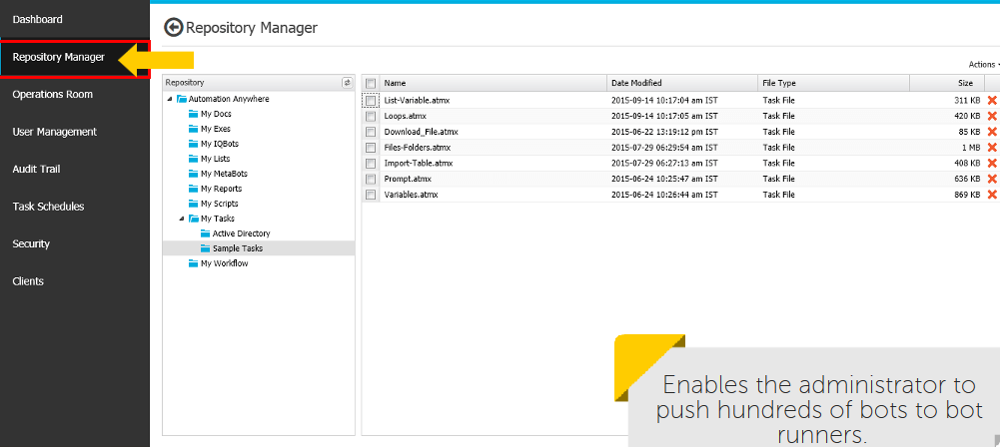 Dashboard
Repository Manager
Operations Room
User Management
Audit Trail
Task Schedules
Security
Clients
Repository Manager
Actions
Repository
Automation Anywhere
My Docs
My Exes
My IQBots
My Lists
My MetaBots
My Reports
My Scripts
My Tasks
Active Directory
Sample Tasks
My Workflow
Name Date Modified File Type Size
List-Variable.atmx 2015-09-14 10:17:04 am IST Task File 311 KB
Loops.atmx 2015-09-14 10:17:05 am IST Task File 420 KB
Download_File.atmx 2015-06-22 13:19:12 pm IST Task File 85 KB
Files-Folders.atmx 2015-07-29 06:29:54 am IST Task File 1 MB
Import-Table.atmx 2015-07-29 06:27:13 am IST Task File 408 KB
Prompt.atmx 2015-06-24 10:25:47 am IST Task File 636 KB
Variables.atmx 2015-06-24 10:26:44 am IST Task File 869 KB
Enables the administrator to
push hundreds of bots to bot
runners.